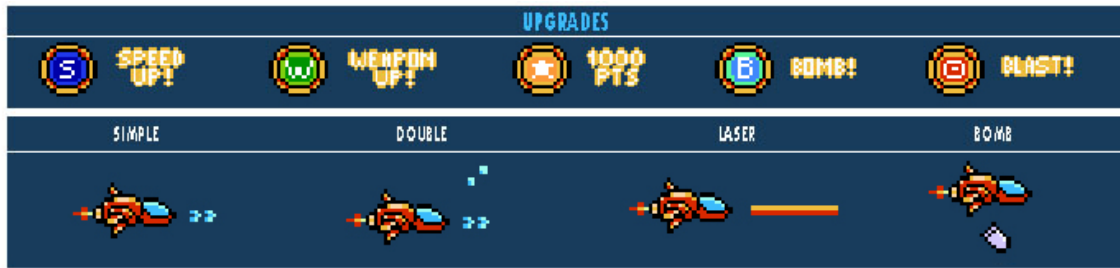 UPGRADES
S
SPEED
UP!
W
WEAPON
UP!
1000
PTS
B
BOMB!
BLAST!
SIMPLE
DOUBLE
LASER
BOMB